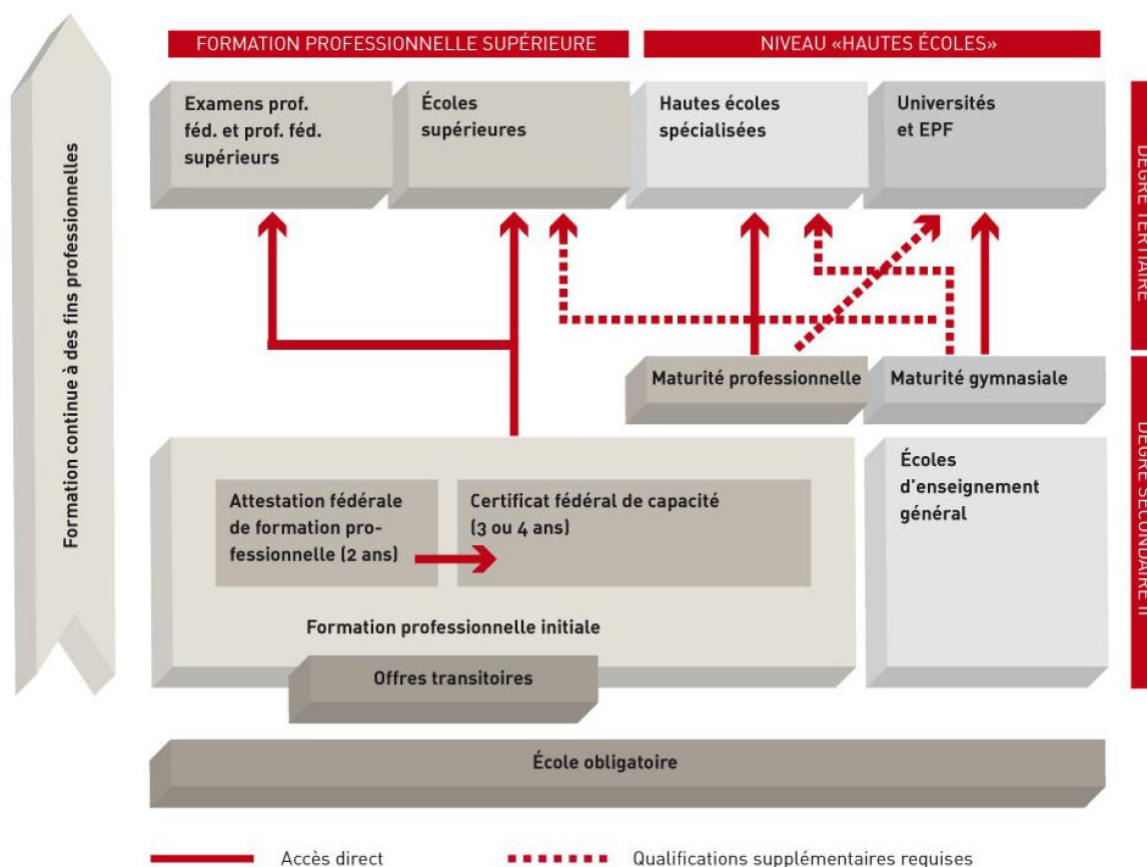 FORMATION PROFESSIONNELLE SUPÉRIEURE
NIVEAU «HAUTES ÉCOLES»
Examens prof.
féd. et prof. féd.
supérieurs
Écoles
supérieures
Hautes écoles
spécialisées
Universités
et EPF
DEGRÉ TERTIAIRE
Formation continue à des fins professionnelles
Maturité professionnelle
Maturité gymnasiale
DEGRÉ SECONDAIRE II
Attestation fédérale
de formation pro-
fessionnelle (2 ans)
Certificat fédéral de capacité
(3 ou 4 ans)
Écoles
d'enseignement
général
Formation professionnelle initiale
Offres transitoires
École obligatoire
Accès direct
Qualifications supplémentaires requises